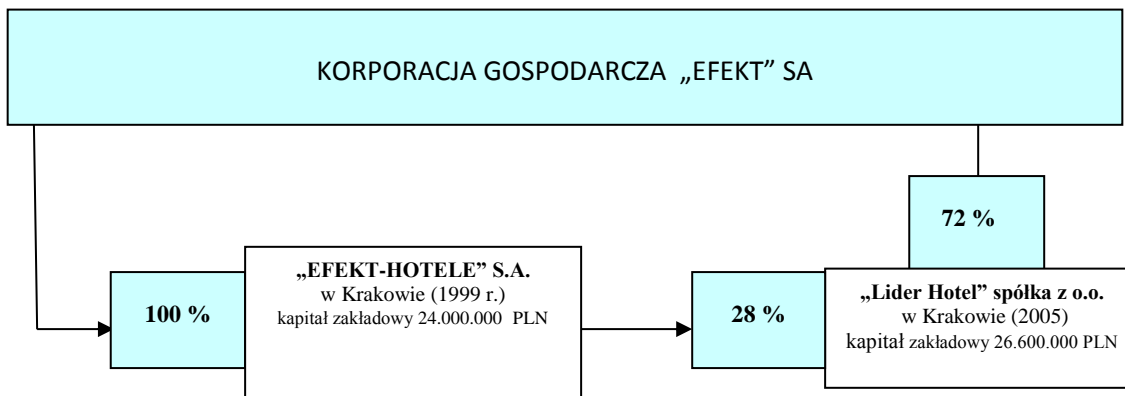 KORPORACJA GOSPODARCZA „EFEKT” SA
72 %
100 %
„EFEKT-HOTELE” S.A.
w Krakowie (1999 r.)
kapitał zakładowy 24.000.000 PLN
28 %
„Lider Hotel” spółka z o.o.
w Krakowie (2005)
kapitał zakładowy 26.600.000 PLN